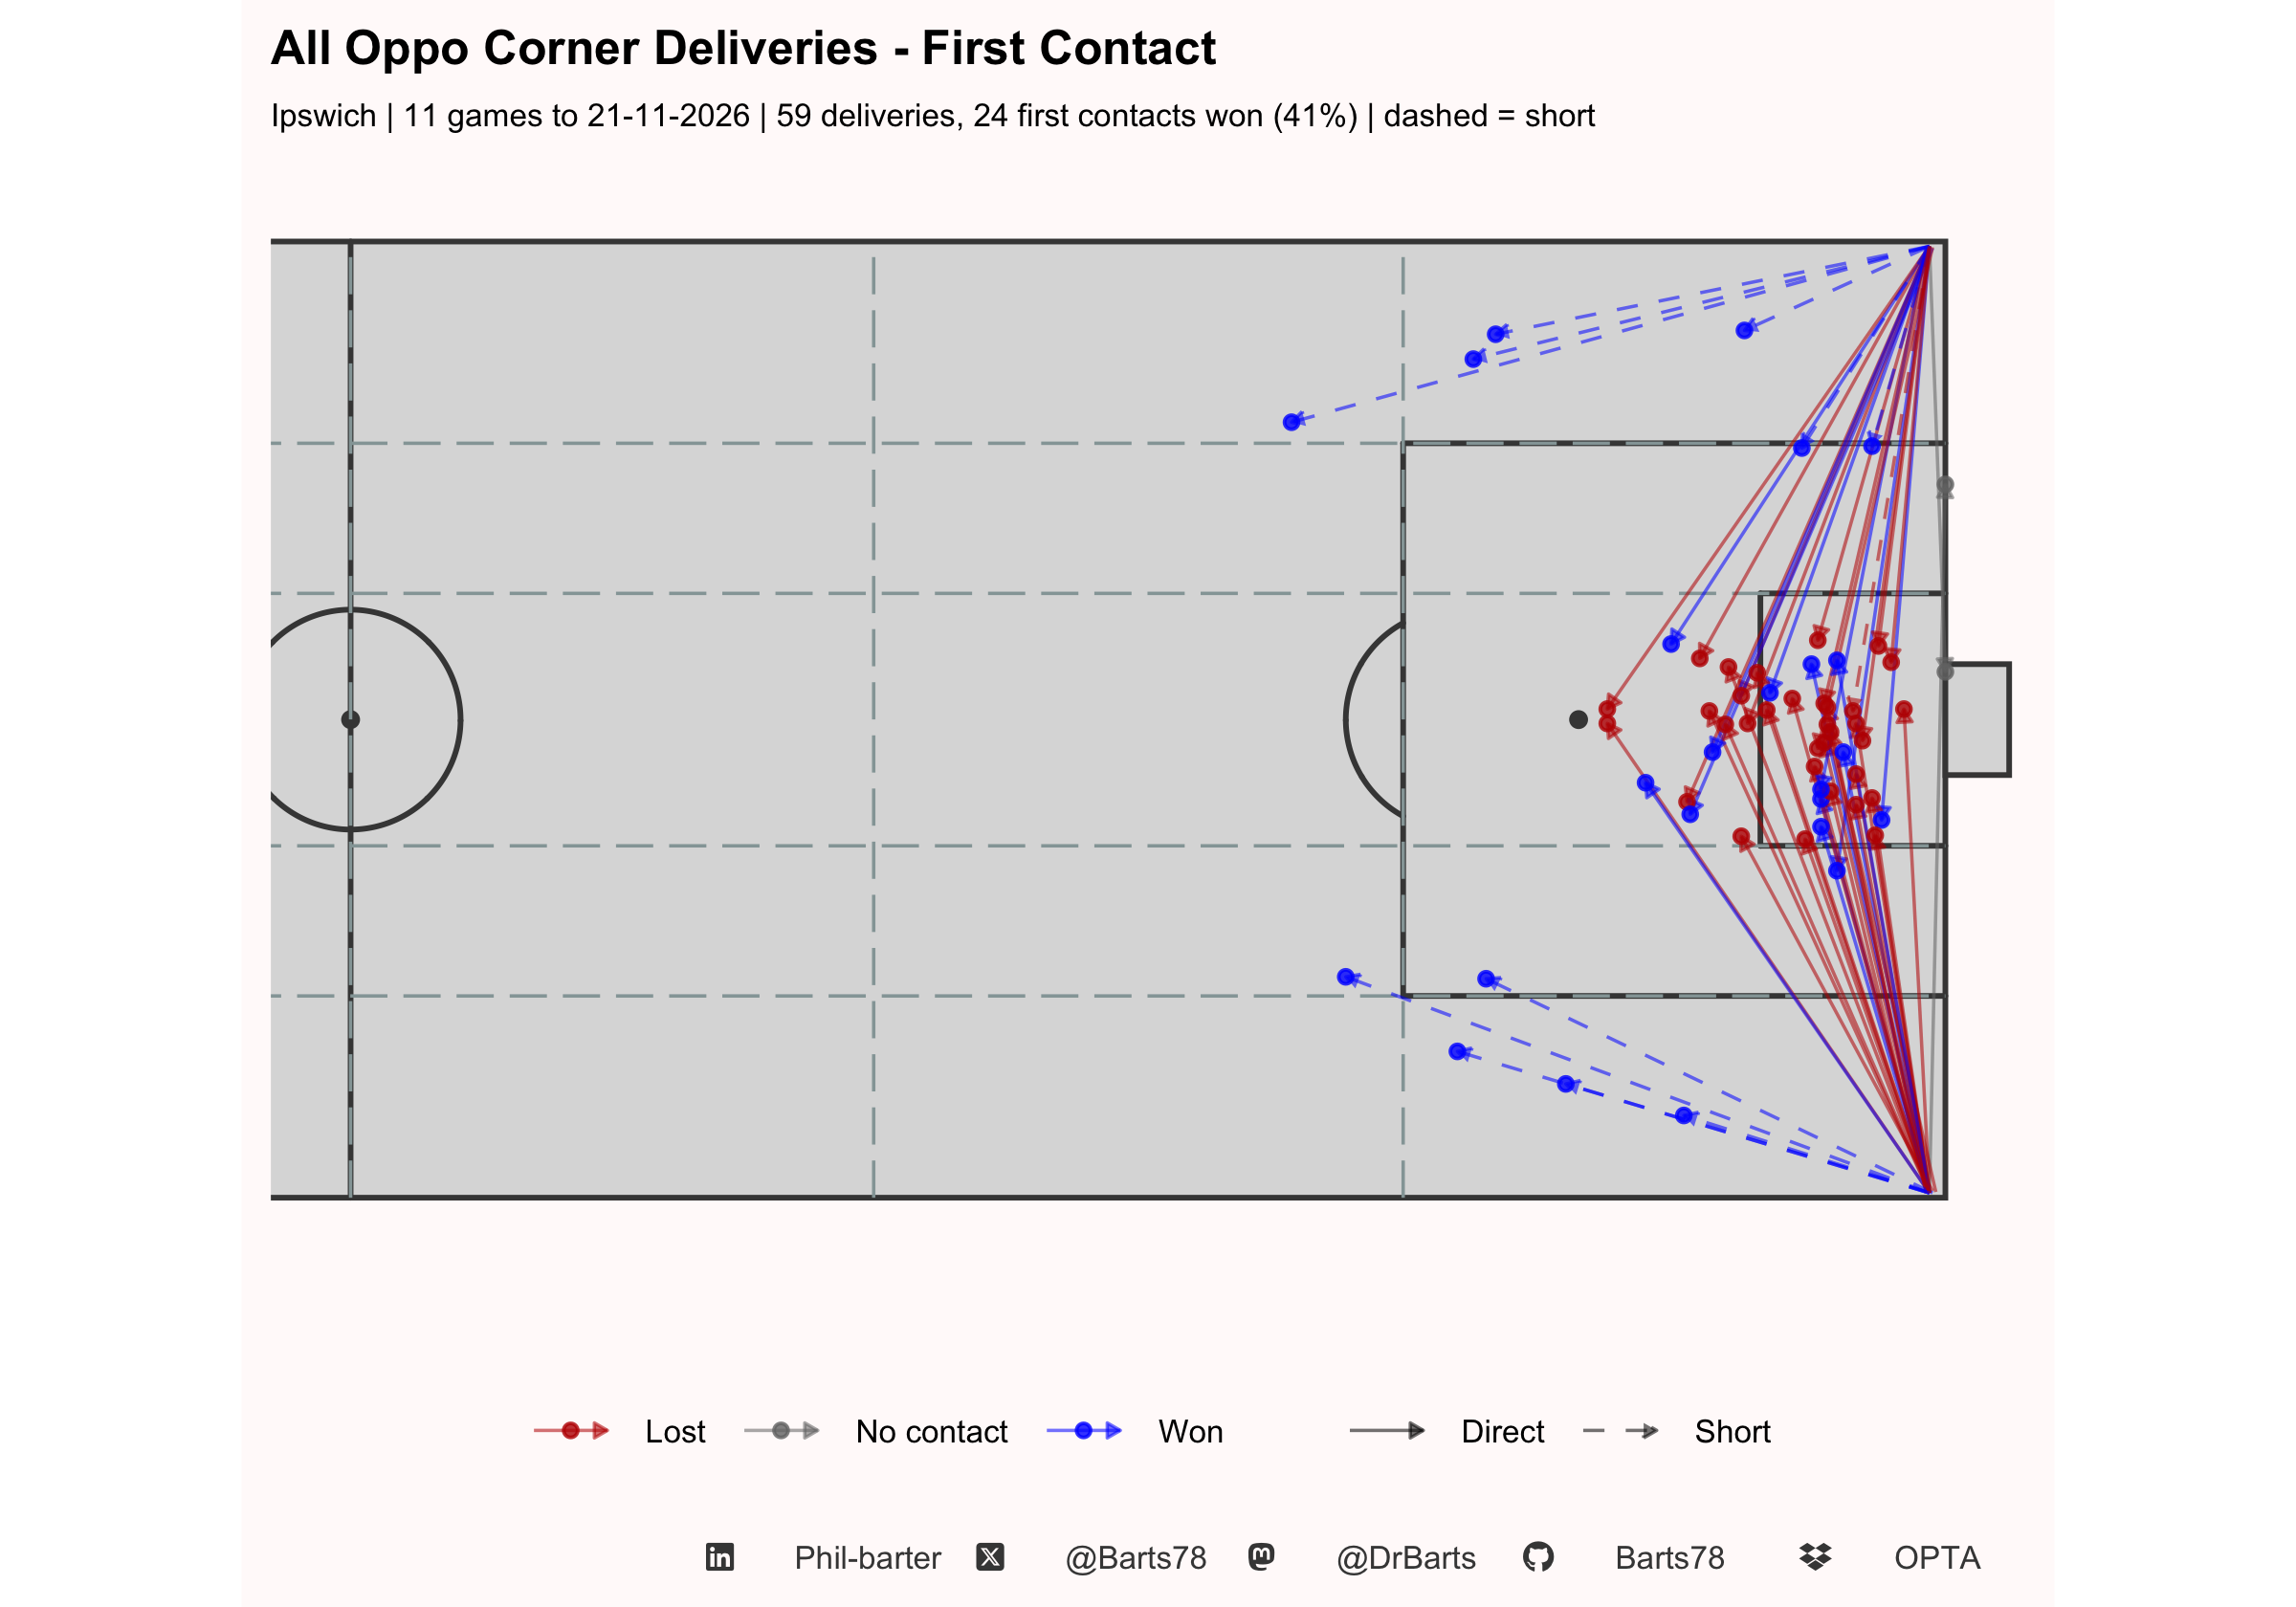 All Oppo Corner Deliveries - First Contact
Ipswich | 11 games to 21-11-2026 | 59 deliveries, 24 first contacts won (41%) | dashed = short
Lost No contact Won Direct Short
Phil-barter @Barts78 @DrBarts Barts78 OPTA